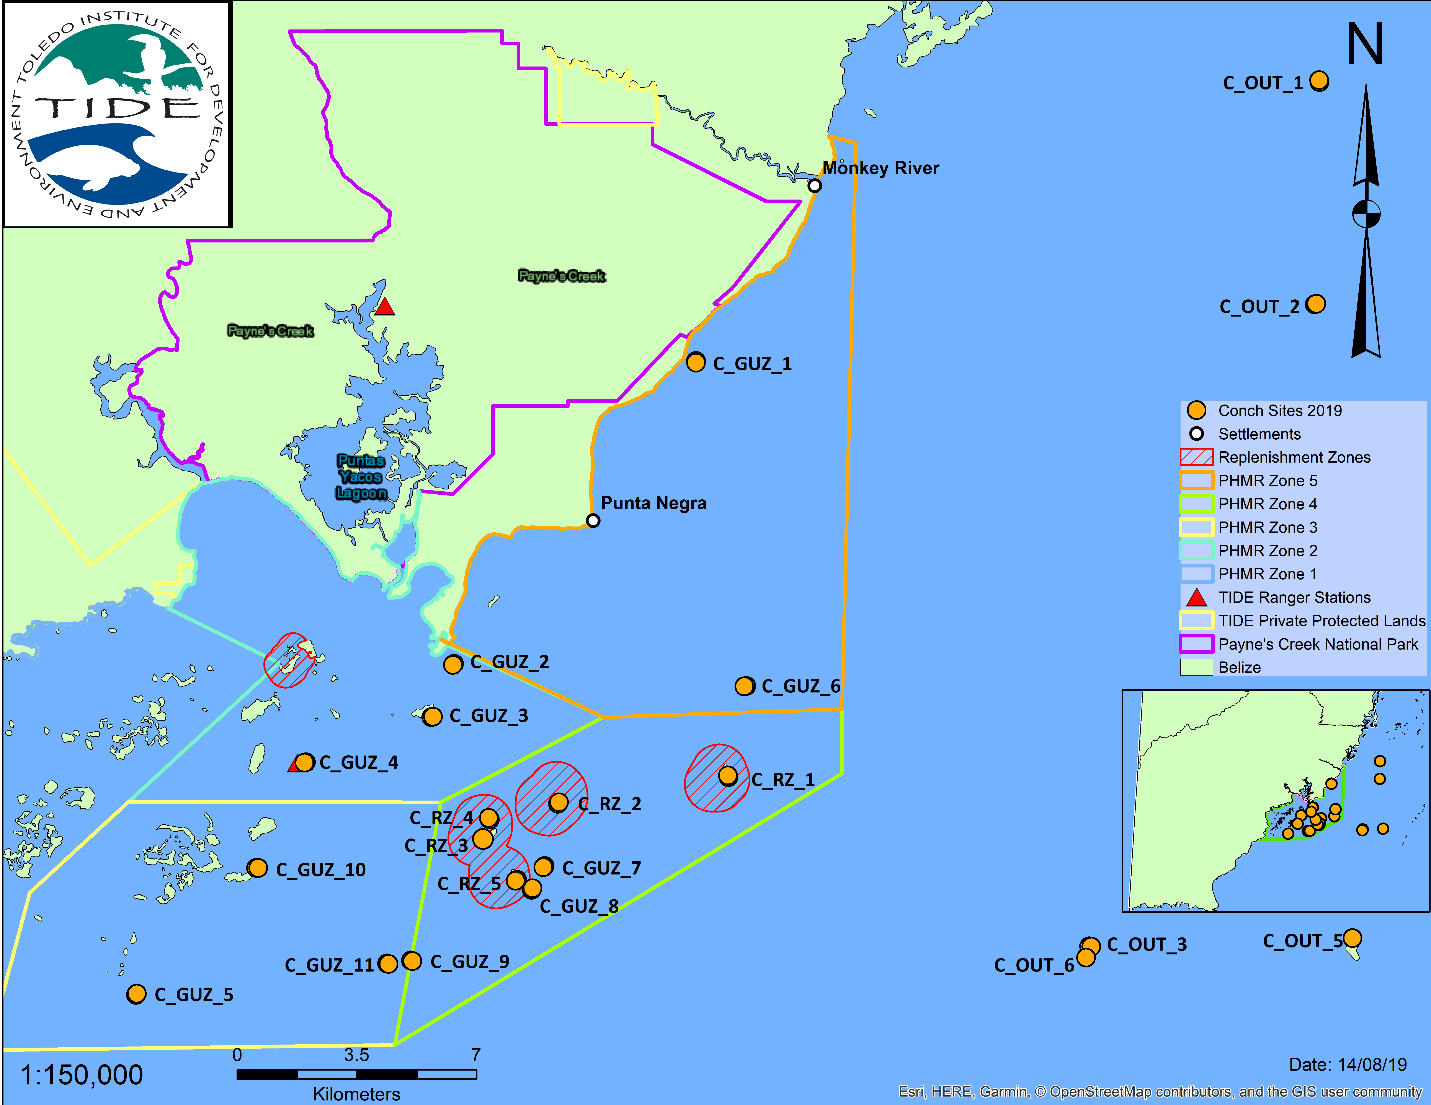 TOLEDO INSTITUTE FOR DEVELOPMENT AND ENVIRONMENT
TIDE
N
C_OUT_1
Monkey River
Payne's Creek
C_OUT_2
Payne's Creek
C_GUZ_1
Conch Sites 2019
Settlements
Replenishment Zones
PHMR Zone 5
PHMR Zone 4
PHMR Zone 3
PHMR Zone 2
PHMR Zone 1
TIDE Ranger Stations
TIDE Private Protected Lands
Payne's Creek National Park
Belize
Puntas
Yacos
Lagoon
Punta Negra
C_GUZ_2
C_GUZ_6
C_GUZ_3
C_GUZ_4
C_RZ_1
C_RZ_2
C_RZ_4
C_RZ_3
C_GUZ_7
C_GUZ_10
C_RZ_5
C_GUZ_8
C_OUT_3
C_OUT_5
C_OUT_6
C_GUZ_11
C_GUZ_9
C_GUZ_5
0 3.5 7
Kilometers
1:150,000
Date: 14/08/19
Esri, HERE, Garmin, © OpenStreetMap contributors, and the GIS user community